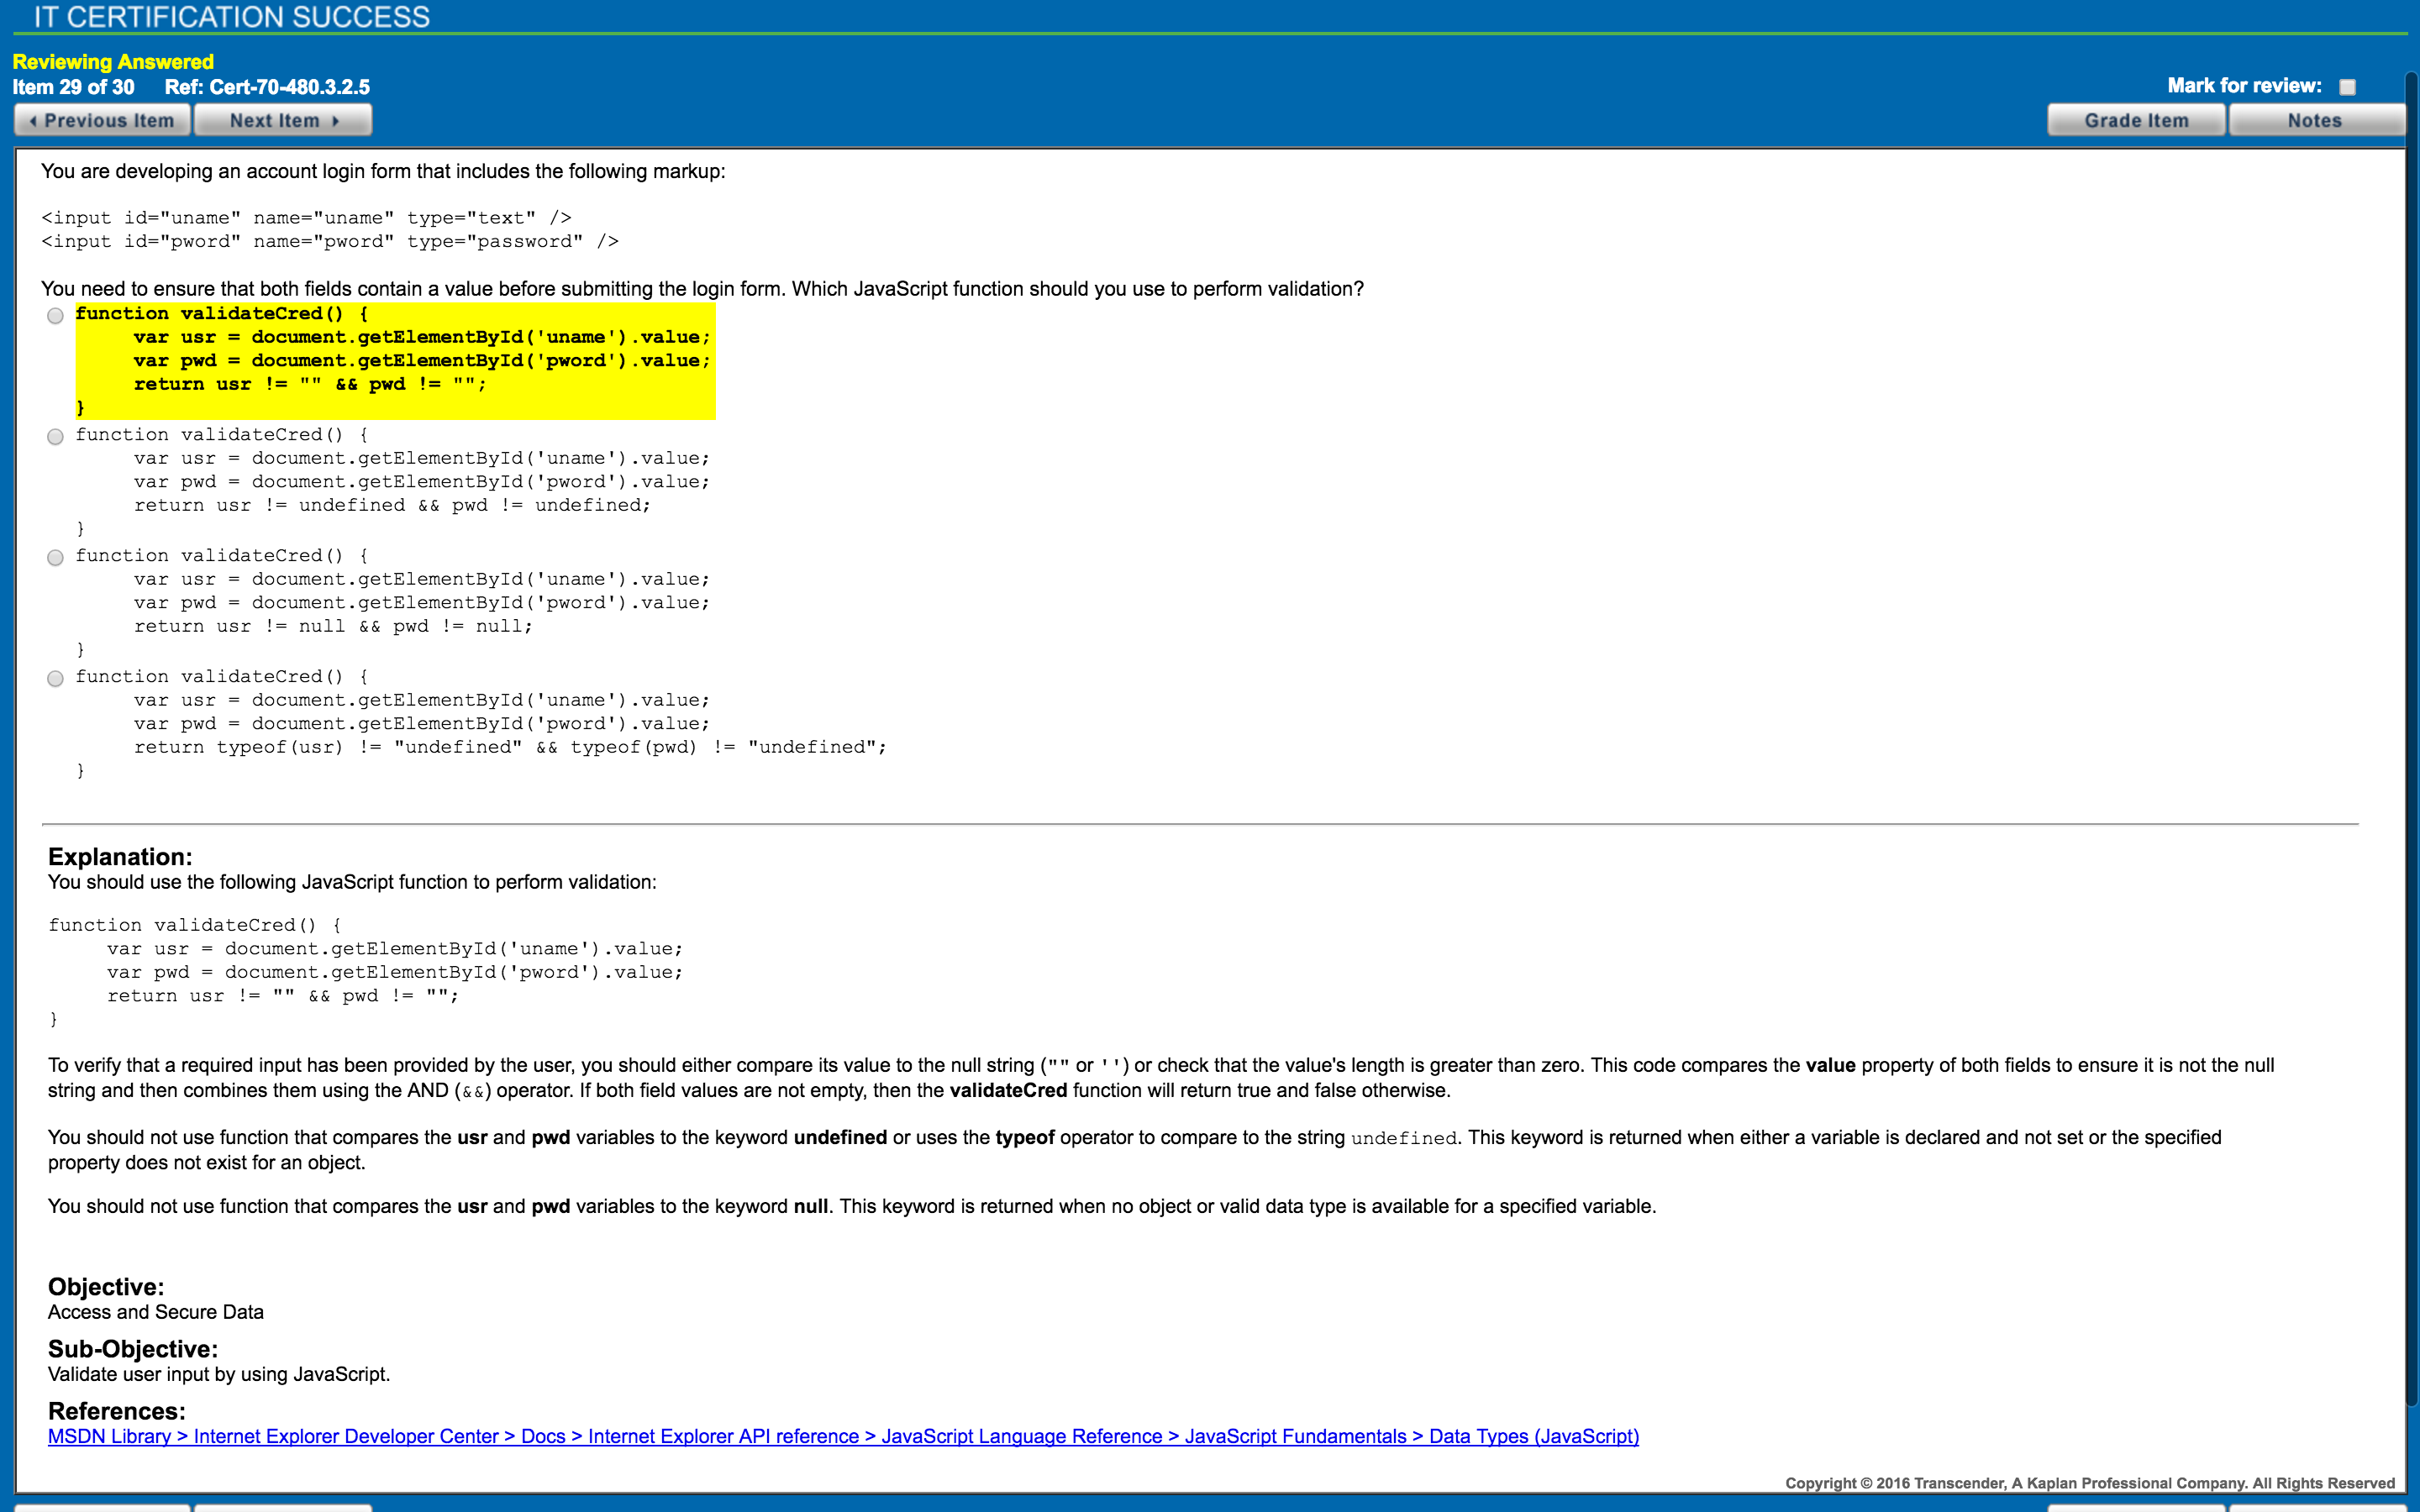 IT CERTIFICATION SUCCESS
Reviewing Answered
Item 29 of 30 Ref: Cert-70-480.3.2.5
Mark for review:
Previous Item Next Item Grade Item Notes
You are developing an account login form that includes the following markup:
<input id="uname" name="uname" type="text" />
<input id="pword" name="pword" type="password" />
You need to ensure that both fields contain a value before submitting the login form. Which JavaScript function should you use to perform validation?
function validateCred() {
var usr = document.getElementById('uname').value;
var pwd = document.getElementById('pword').value;
return usr != "" && pwd != "";
}
function validateCred() {
var usr = document.getElementById('uname').value;
var pwd = document.getElementById('pword').value;
return usr != undefined && pwd != undefined;
}
function validateCred() {
var usr = document.getElementById('uname').value;
var pwd = document.getElementById('pword').value;
return usr != null && pwd != null;
}
function validateCred() {
var usr = document.getElementById('uname').value;
var pwd = document.getElementById('pword').value;
return typeof(usr) != "undefined" && typeof(pwd) != "undefined";
}
Explanation:
You should use the following JavaScript function to perform validation:
function validateCred() {
var usr = document.getElementById('uname').value;
var pwd = document.getElementById('pword').value;
return usr != "" && pwd != "";
}
To verify that a required input has been provided by the user, you should either compare its value to the null string ("" or '') or check that the value's length is greater than zero. This code compares the value property of both fields to ensure it is not the null
string and then combines them using the AND (&&) operator. If both field values are not empty, then the validateCred function will return true and false otherwise.
You should not use function that compares the usr and pwd variables to the keyword undefined or uses the typeof operator to compare to the string undefined. This keyword is returned when either a variable is declared and not set or the specified
property does not exist for an object.
You should not use function that compares the usr and pwd variables to the keyword null. This keyword is returned when no object or valid data type is available for a specified variable.
Objective:
Access and Secure Data
Sub-Objective:
Validate user input by using JavaScript.
References:
MSDN Library > Internet Explorer Developer Center > Docs > Internet Explorer API reference > JavaScript Language Reference > JavaScript Fundamentals > Data Types (JavaScript)
Copyright © 2016 Transcender, A Kaplan Professional Company. All Rights Reserved